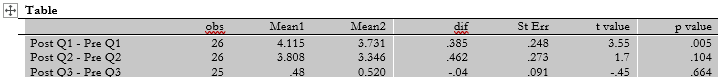 Table
obs Mean1 Mean2 dif St Err t value p value
Post Q1 - Pre Q1 26 4.115 3.731 .385 .248 3.55 .005
Post Q2 - Pre Q2 26 3.808 3.346 .462 .273 1.7 .104
Post Q3 - Pre Q3 25 .48 0.520 -.04 .091 -.45 .664